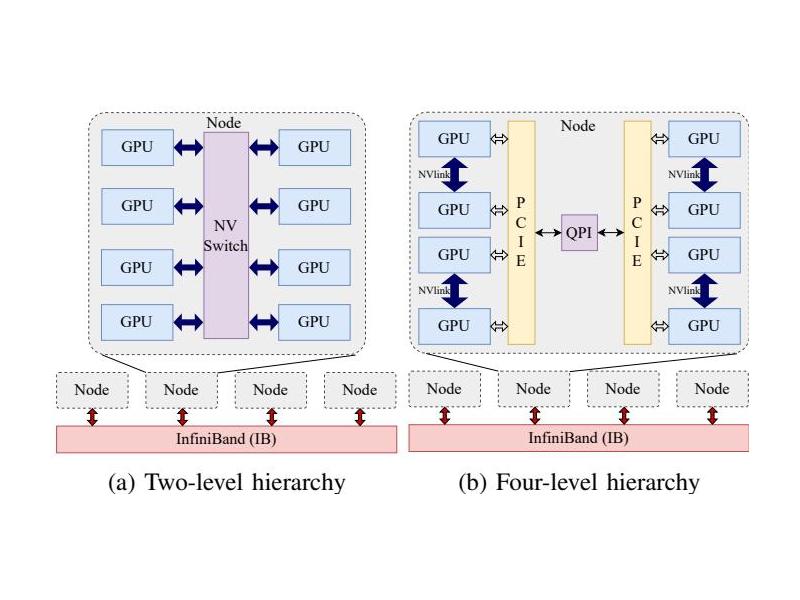 Node
GPU
GPU
GPU
GPU
NV
Switch
GPU
GPU
GPU
GPU
Node
Node
Node
Node
InfiniBand (IB)
(a) Two-level hierarchy
Node
GPU
NVlink
GPU
GPU
NVlink
GPU
P
C
I
E
QPI
P
C
I
E
GPU
NVlink
GPU
GPU
NVlink
GPU
Node
Node
Node
Node
InfiniBand (IB)
(b) Four-level hierarchy